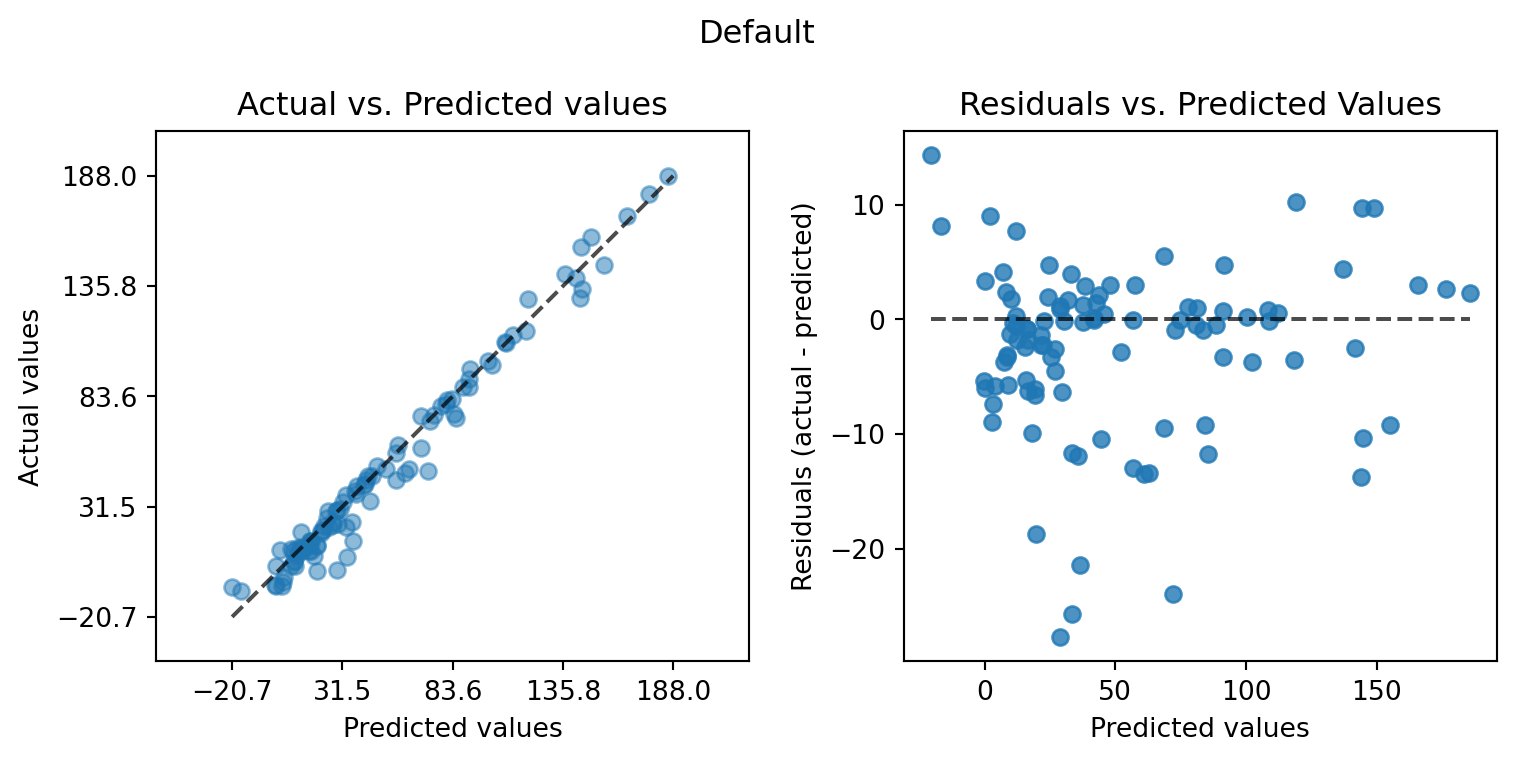 Default
Actual vs. Predicted values
Actual values
188.0
135.8
83.6
31.5
−20.7
−20.7 31.5 83.6 135.8 188.0
Predicted values
Residuals vs. Predicted Values
Residuals (actual - predicted)
10
0
−10
−20
0 50 100 150
Predicted values